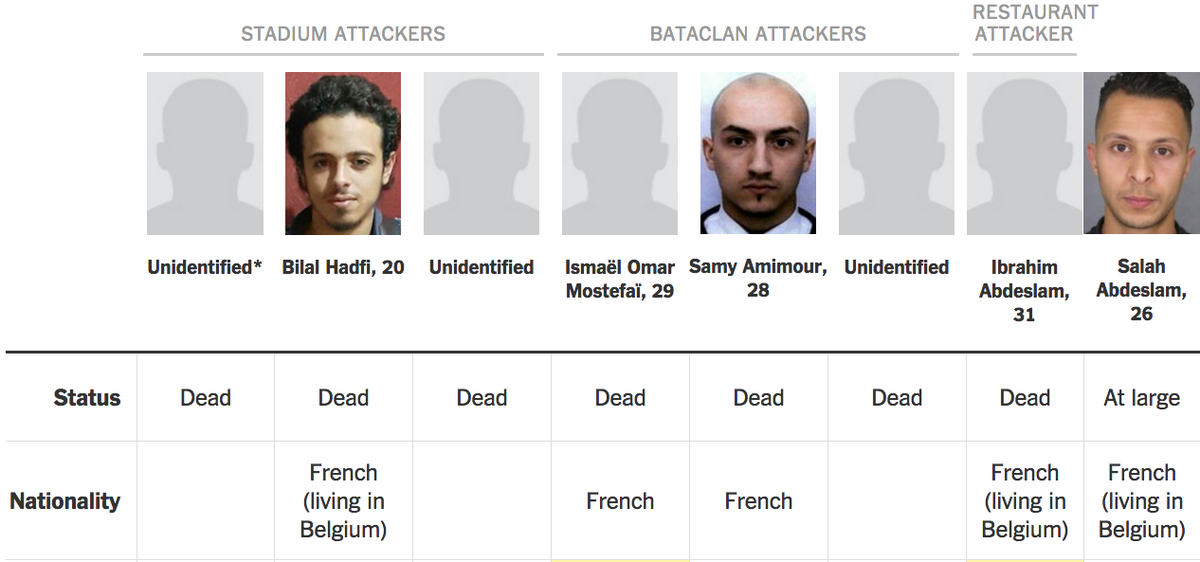 STADIUM ATTACKERS
BATACLAN ATTACKERS
RESTAURANT
ATTACKER
Unidentified*
Bilal Hadfi, 20
Unidentified
Ismaël Omar
Mostefaï, 29
Samy Amimour,
28
Unidentified
Ibrahim
Abdeslam,
31
Salah
Abdeslam,
26
Status
Dead
Dead
Dead
Dead
Dead
Dead
Dead
At large
Nationality
French
(living in
Belgium)
French
French
French
(living in
Belgium)
French
(living in
Belgium)